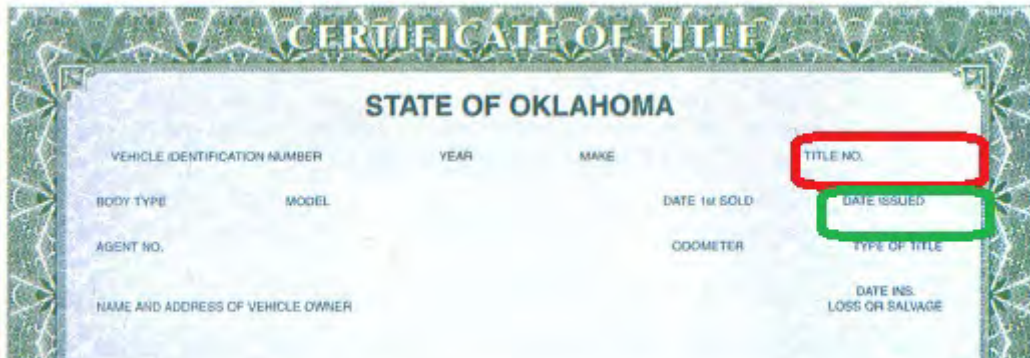 CERTIFICATE OF TITLE
STATE OF OKLAHOMA
VEHICLE IDENTIFICATION NUMBER YEAR MAKE TITLE NO.
BODY TYPE MODEL DATE 1st SOLD DATE ISSUED
AGENT NO. ODOMETER TYPE OF TITLE
NAME AND ADDRESS OF VEHICLE OWNER DATE INS.
LOSS OR SALVAGE